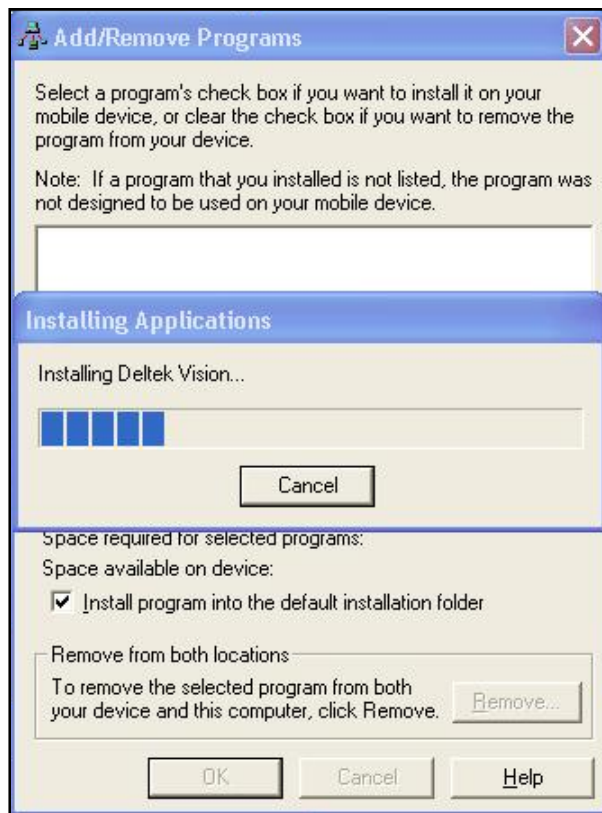 Add/Remove Programs
Select a program's check box if you want to install it on your
mobile device, or clear the check box if you want to remove the
program from your device.
Note:  If a program that you installed is not listed, the program was
not designed to be used on your mobile device.
Installing Applications
Installing Deltek Vision...
Cancel
Space required for selected programs:
Space available on device:
Install program into the default installation folder
Remove from both locations
To remove the selected program from both
your device and this computer, click Remove.
Remove...
OK
Cancel
Help